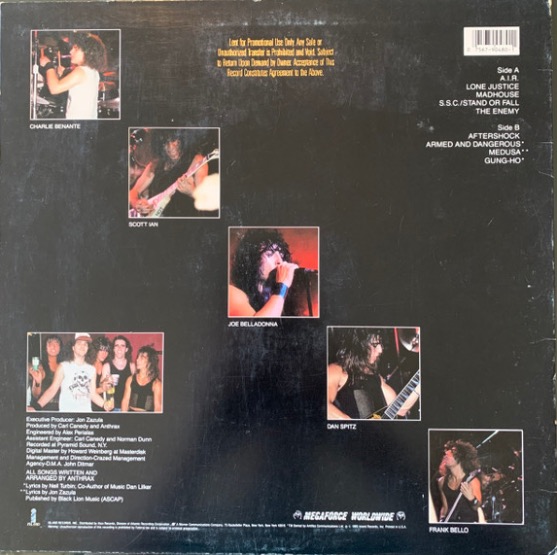 Lent for Promotional Use Only Any Sale or
Unauthorized Transfer is Prohibited and Void. Subject
to Return Upon Demand by Owner. Acceptance of This
Record Constitutes Agreement to the Above.
Side A
A.I.R.
LONE JUSTICE
MADHOUSE
S.S.C./STAND OR FALL
THE ENEMY
Side B
AFTERSHOCK
ARMED AND DANGEROUS*
MEDUSA**
GUNG-HO*
CHARLIE BENANTE
SCOTT IAN
JOE BELLADONNA
DAN SPITZ
FRANK BELLO
Executive Producer: Jon Zazula
Produced by Carl Canedy and Anthrax
Engineered by Alex Perialas
Assistant Engineer: Carl Canedy and Norman Dunn
Recorded at Pyramid Sound, N.Y.
Digital Master by Howard Weinberg at Masterdisk
Management and Direction-Crazed Management
Agency-D.M.A. John Ditmar
ALL SONGS WRITTEN AND
ARRANGED BY ANTHRAX
*Lyrics by Neil Turbin; Co-Author of Music Dan Lilker
**Lyrics by Jon Zazula
Published by Black Lion Music (ASCAP)
MEGAFORCE WORLDWIDE